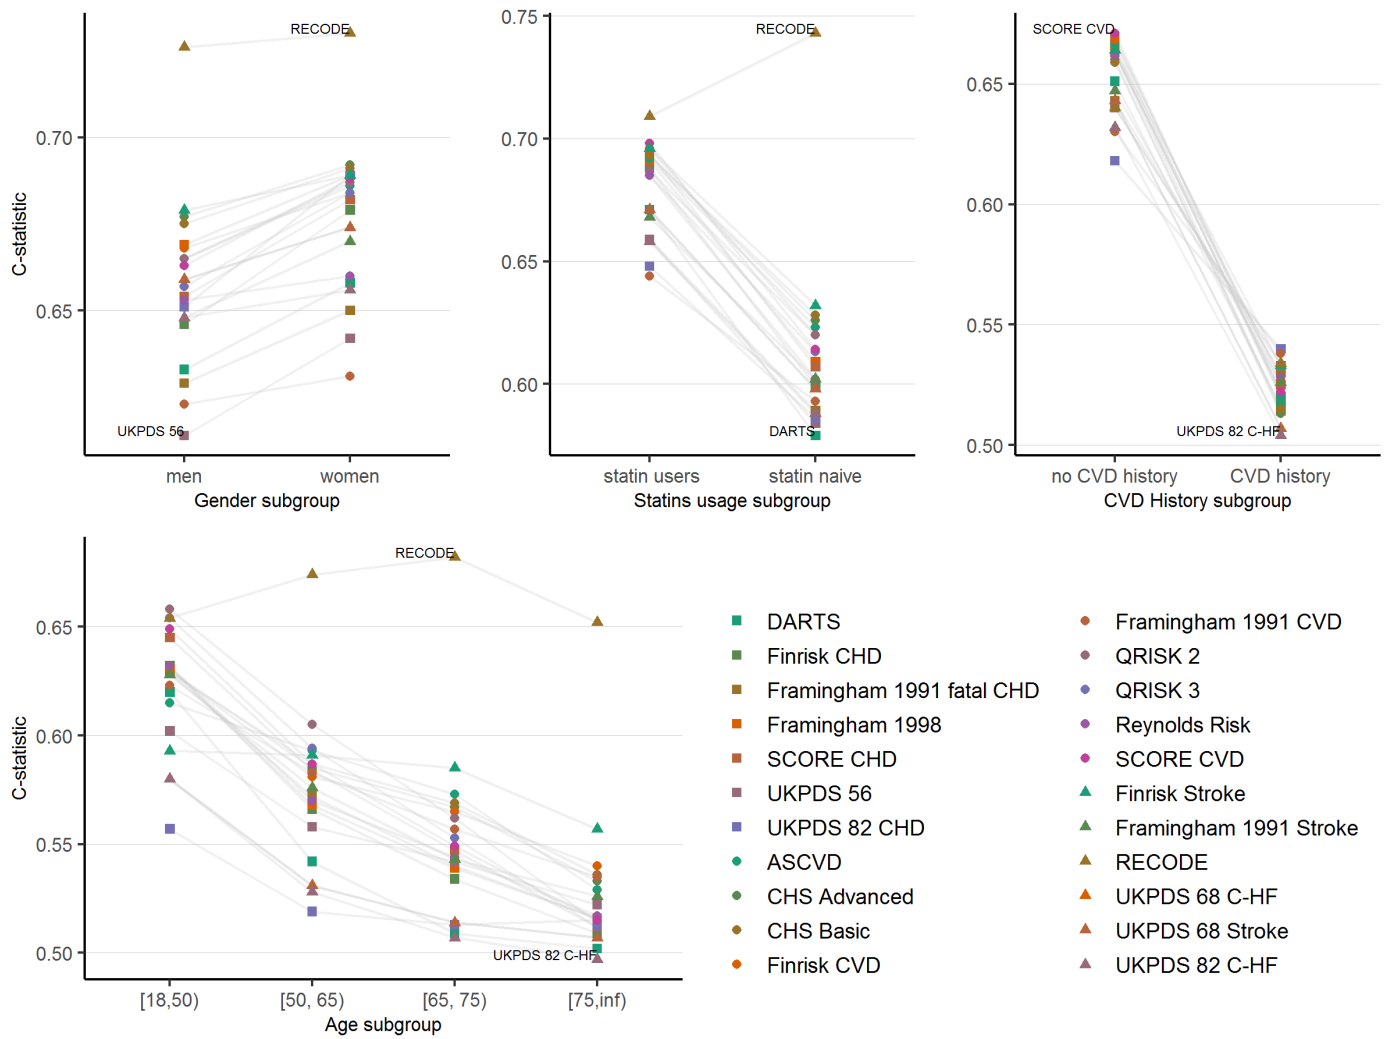 RECODE
0.70
0.65
UKPDS 56
C-statistic
men
women
Gender subgroup
0.75
RECODE
0.70
0.65
0.60
DARTS
statin users
statin naive
Statins usage subgroup
SCORE CVD
0.65
0.60
0.55
0.50
UKPDS 82 C-HF
no CVD history
CVD history
CVD History subgroup
RECODE
0.65
0.60
0.55
0.50
UKPDS 82 C-HF
C-statistic
[18,50)
[50, 65)
[65, 75)
[75,inf)
Age subgroup
DARTS
Finrisk CHD
Framingham 1991 fatal CHD
Framingham 1998
SCORE CHD
UKPDS 56
UKPDS 82 CHD
ASCVD
CHS Advanced
CHS Basic
Finrisk CVD
Framingham 1991 CVD
QRISK 2
QRISK 3
Reynolds Risk
SCORE CVD
Finrisk Stroke
Framingham 1991 Stroke
RECODE
UKPDS 68 C-HF
UKPDS 68 Stroke
UKPDS 82 C-HF